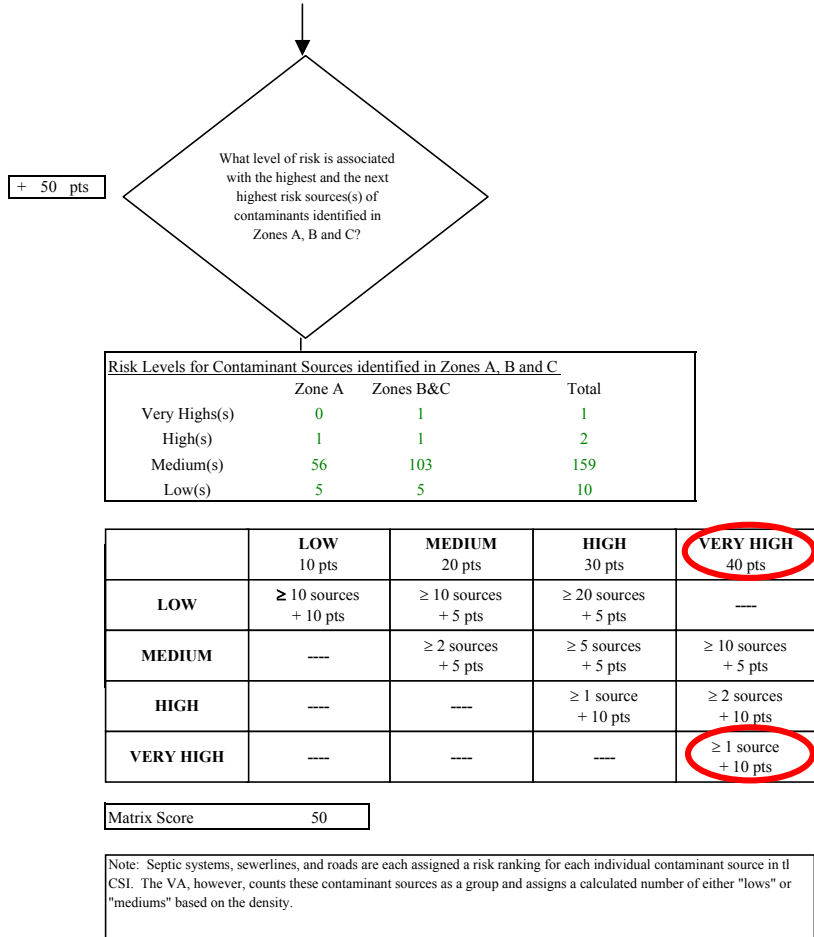 + 50 pts
What level of risk is associated
with the highest and the next
highest risk sources(s) of
contaminants identified in
Zones A, B and C?
Risk Levels for Contaminant Sources identified in Zones A, B and C
Zone A Zones B&C Total
Very Highs(s) 0 1 1
High(s) 1 1 2
Medium(s) 56 103 159
Low(s) 5 5 10
LOW MEDIUM HIGH VERY HIGH
10 pts 20 pts 30 pts 40 pts
LOW ≥ 10 sources + 10 pts ≥ 10 sources + 5 pts ≥ 20 sources + 5 pts ----
MEDIUM ---- ≥ 2 sources + 5 pts ≥ 5 sources + 5 pts ≥ 10 sources + 5 pts
HIGH ---- ---- ≥ 1 source + 10 pts ≥ 2 sources + 10 pts
VERY HIGH ---- ---- ---- ≥ 1 source + 10 pts
Matrix Score 50
Note: Septic systems, sewerlines, and roads are each assigned a risk ranking for each individual contaminant source in
CSI. The VA, however, counts these contaminant sources as a group and assigns a calculated number of either "lows" or
"mediums" based on the density.